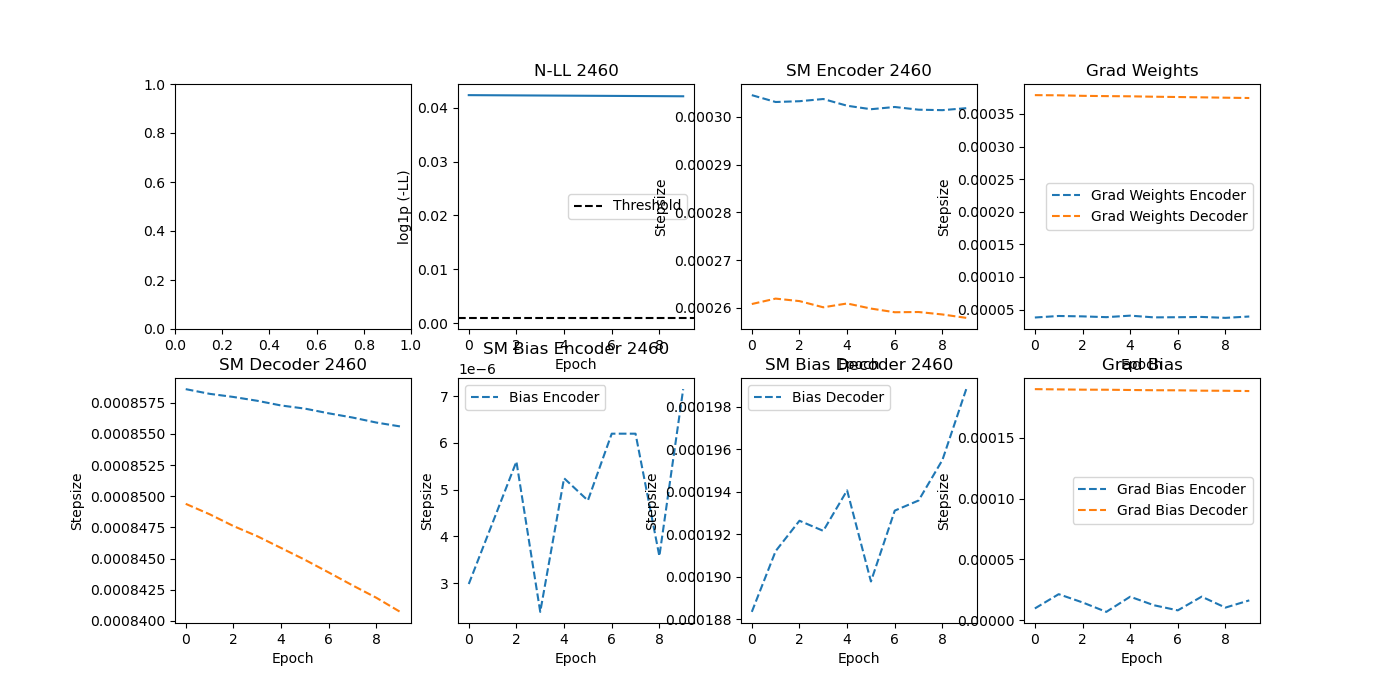 N-LL 2460
SM Encoder 2460
Grad Weights
1.0
0.8
0.6
0.4
0.2
0.0
0.0 0.2 0.4 0.6 0.8 1.0
log1p (-LL)
0.04
0.03
0.02
0.01
0.00
Threshold
0 2 4 6 8
Epoch
Stepsize
0.00030
0.00029
0.00028
0.00027
0.00026
0 2 4 6 8
Epoch
Stepsize
0.00035
0.00030
0.00025
0.00020
0.00015
0.00010
0.00005
Grad Weights Encoder
Grad Weights Decoder
0 2 4 6 8
Epoch
SM Decoder 2460
SM Bias Encoder 2460
SM Bias Decoder 2460
Grad Bias
Stepsize
0.0008575
0.0008550
0.0008525
0.0008500
0.0008475
0.0008450
0.0008425
0.0008400
0 2 4 6 8
Epoch
Stepsize
1e−6
7
6
5
4
3
Bias Encoder
0 2 4 6 8
Epoch
Stepsize
0.000198
0.000196
0.000194
0.000192
0.000190
0.000188
Bias Decoder
0 2 4 6 8
Epoch
Stepsize
0.00015
0.00010
0.00005
0.00000
Grad Bias Encoder
Grad Bias Decoder
0 2 4 6 8
Epoch